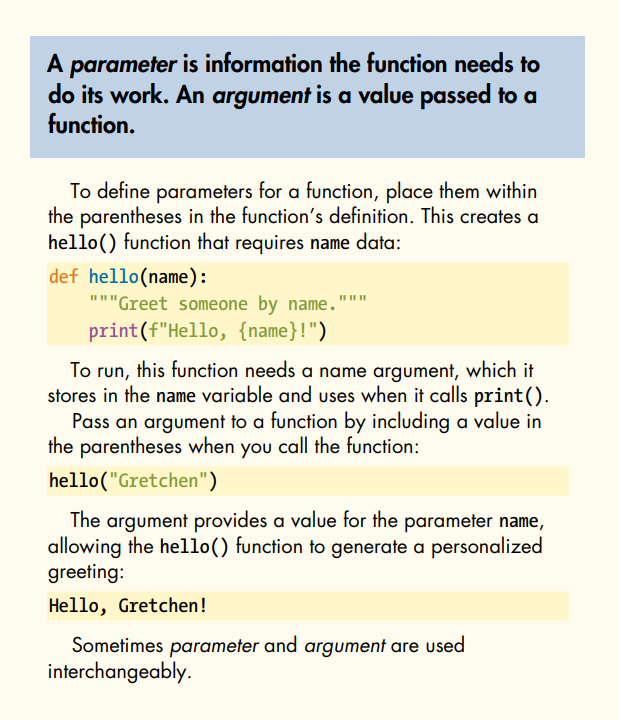 A parameter is information the function needs to
do its work. An argument is a value passed to a
function.
To define parameters for a function, place them within
the parentheses in the function’s definition. This creates a
hello() function that requires name data:
def hello(name):
    """Greet someone by name."""
    print(f"Hello, {name}!")
To run, this function needs a name argument, which it
stores in the name variable and uses when it calls print().
Pass an argument to a function by including a value in
the parentheses when you call the function:
hello("Gretchen")
The argument provides a value for the parameter name,
allowing the hello() function to generate a personalized
greeting:
Hello, Gretchen!
Sometimes parameter and argument are used
interchangeably.